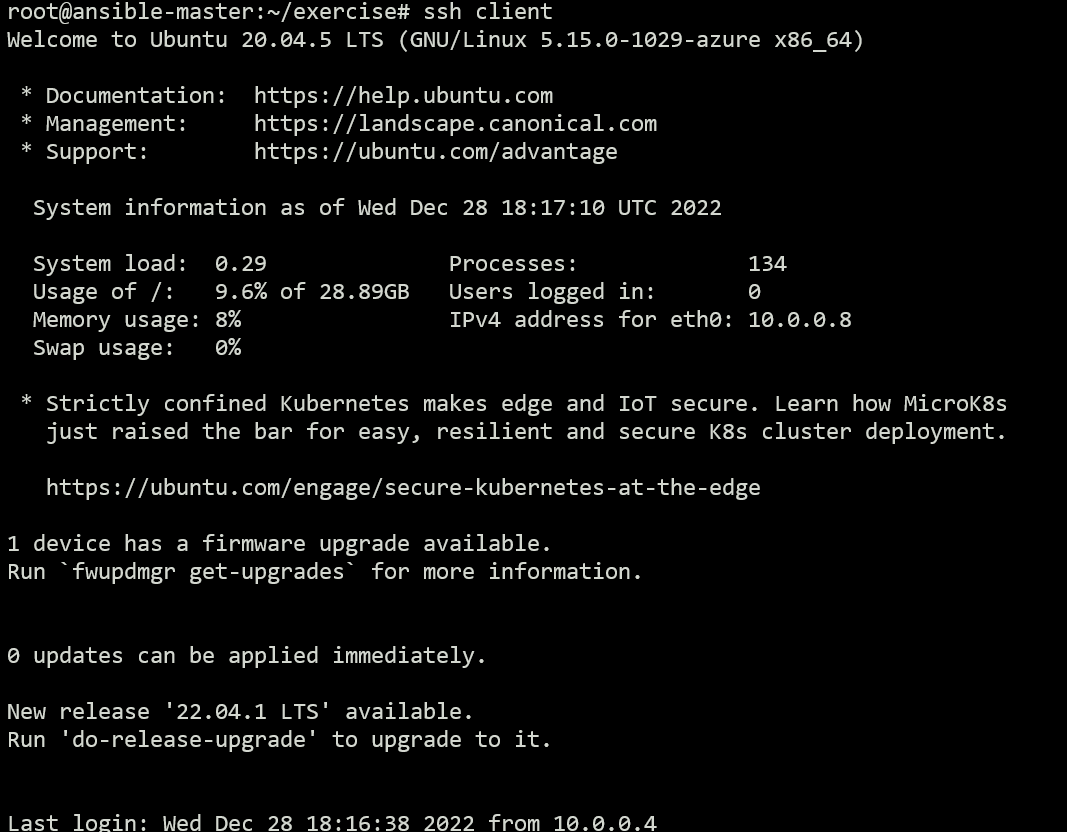 root@ansible-master:~/exercise# ssh client
Welcome to Ubuntu 20.04.5 LTS (GNU/Linux 5.15.0-1029-azure x86_64)
* Documentation:  https://help.ubuntu.com
* Management:     https://landscape.canonical.com
* Support:        https://ubuntu.com/advantage
System information as of Wed Dec 28 18:17:10 UTC 2022
System load:  0.29              Processes:             134
Usage of /:   9.6% of 28.89GB   Users logged in:       0
Memory usage: 8%                IPv4 address for eth0: 10.0.0.8
Swap usage:   0%
* Strictly confined Kubernetes makes edge and IoT secure. Learn how MicroK8s
just raised the bar for easy, resilient and secure K8s cluster deployment.
https://ubuntu.com/engage/secure-kubernetes-at-the-edge
1 device has a firmware upgrade available.
Run `fwupdmgr get-upgrades` for more information.
0 updates can be applied immediately.
New release '22.04.1 LTS' available.
Run 'do-release-upgrade' to upgrade to it.
Last login: Wed Dec 28 18:16:38 2022 from 10.0.0.4